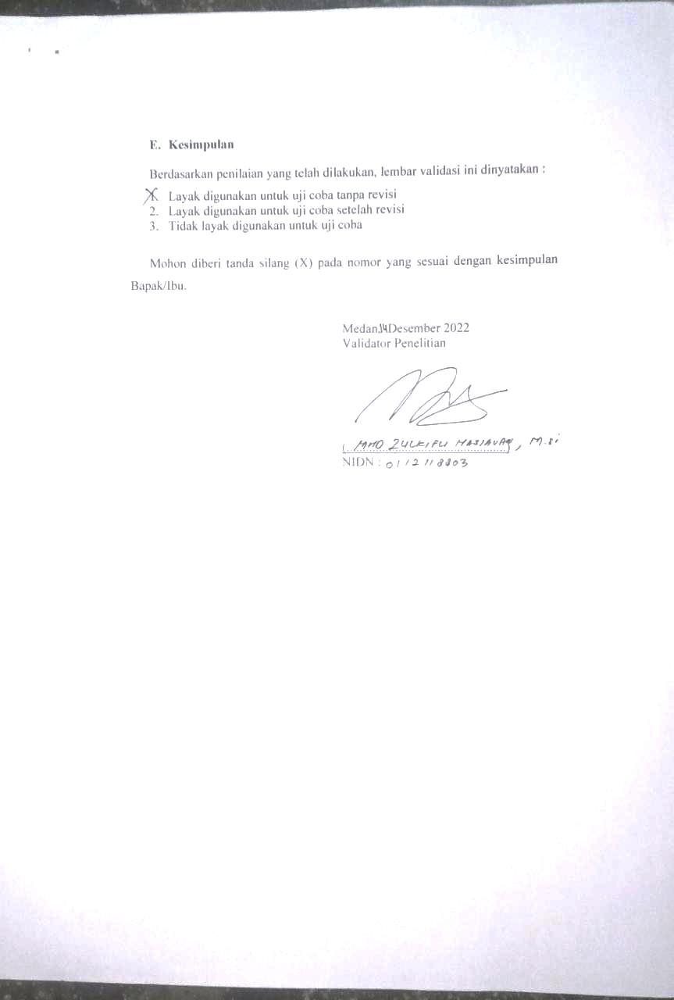 E. Kesimpulan
Berdasarkan penilaian yang telah dilakukan, lembar validasi ini dinyatakan :
X. Layak digunakan untuk uji coba tanpa revisi
2. Layak digunakan untuk uji coba setelah revisi
3. Tidak layak digunakan untuk uji coba
Mohon diberi tanda silang (X) pada nomor yang sesuai dengan kesimpulan
Bapak/Ibu.
Medan,14 Desember 2022
Validator Penelitian
ZULKIFLI , M.Si
NIDN : 0112118803